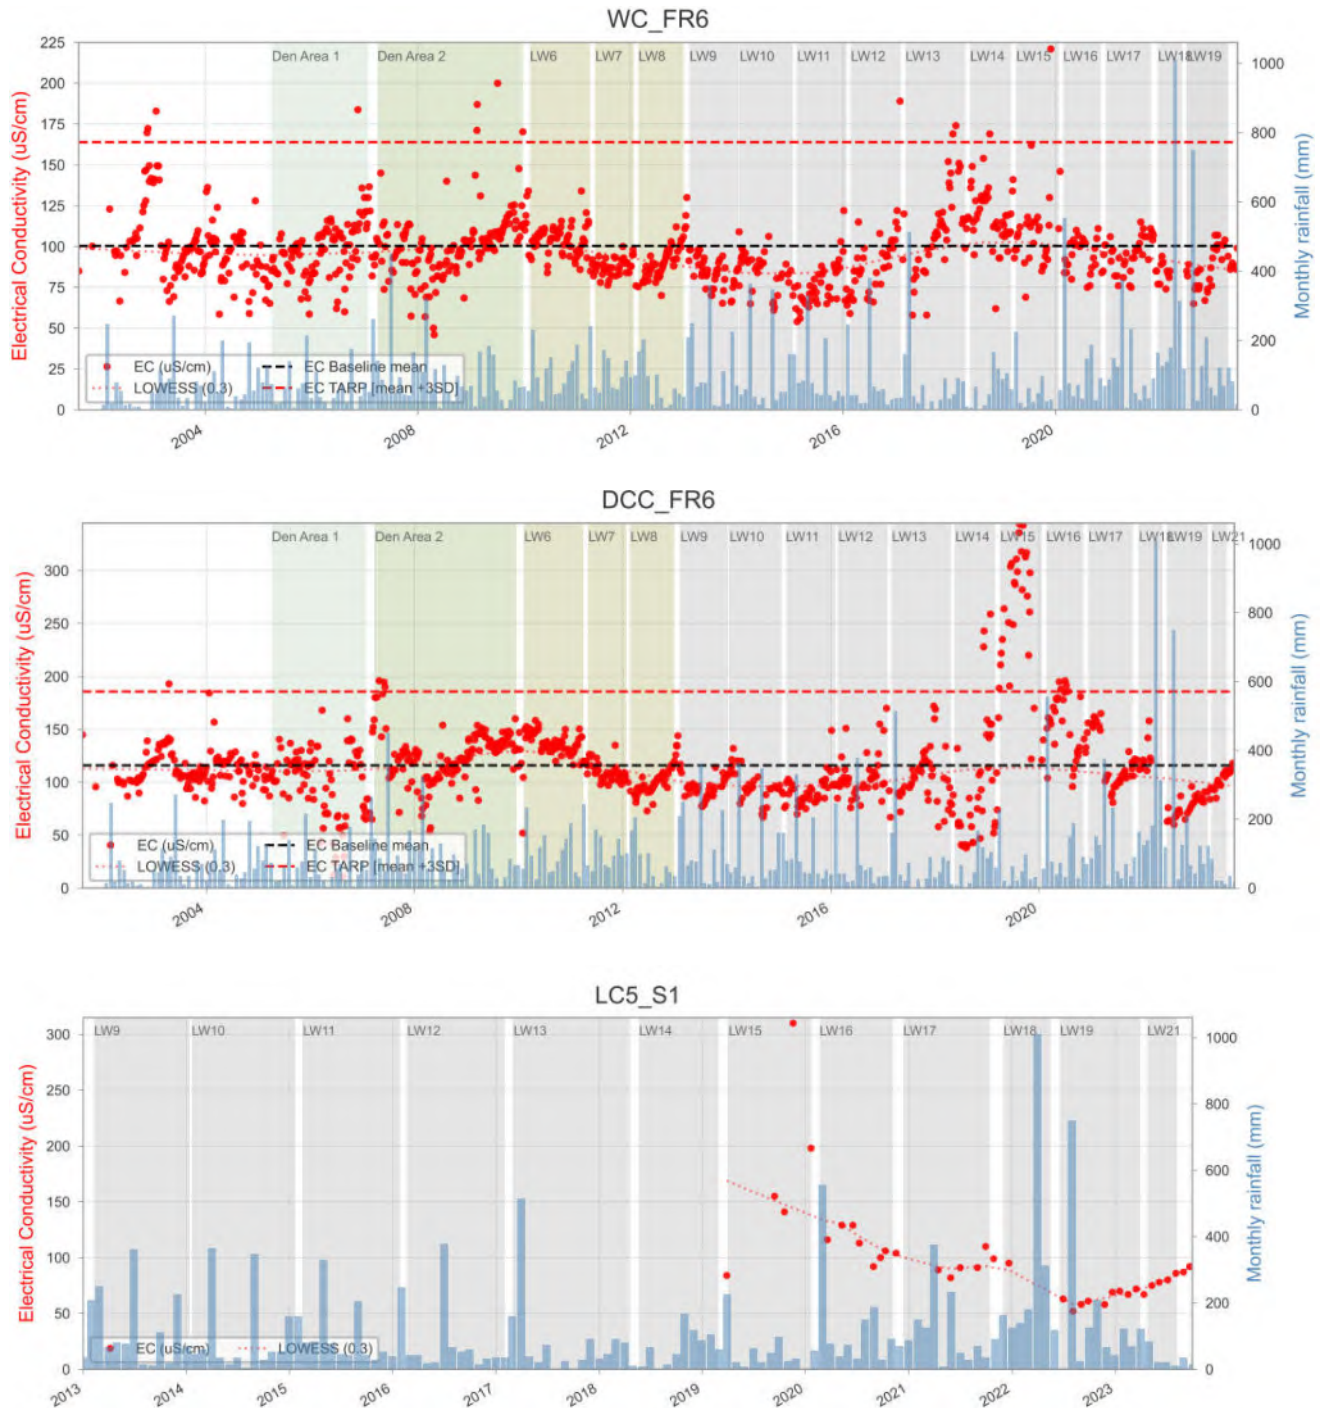 WC_FR6
Den Area 1 Den Area 2 LW6 LW7 LW8 LW9 LW10 LW11 LW12 LW13 LW14 LW15 LW16 LW17 LW18 LW19
225
200
175
150
125
100
75
50
25
0
Electrical Conductivity (uS/cm)
1000
800
600
400
200
0
Monthly rainfall (mm)
EC (uS/cm) EC Baseline mean
LOWESS (0.3) EC TARP [mean +3SD]
2004 2008 2012 2016 2020
DCC_FR6
Den Area 1 Den Area 2 LW6 LW7 LW8 LW9 LW10 LW11 LW12 LW13 LW14 LW15 LW16 LW17 LW18 LW19 LW21
300
250
200
150
100
50
0
Electrical Conductivity (uS/cm)
1000
800
600
400
200
0
Monthly rainfall (mm)
EC (uS/cm) EC Baseline mean
LOWESS (0.3) EC TARP [mean +3SD]
2004 2008 2012 2016 2020
LC5_S1
LW9 LW10 LW11 LW12 LW13 LW14 LW15 LW16 LW17 LW18 LW19 LW21
300
250
200
150
100
50
0
Electrical Conductivity (uS/cm)
1000
800
600
400
200
0
Monthly rainfall (mm)
EC (uS/cm) LOWESS (0.3)
2013 2014 2015 2016 2017 2018 2019 2020 2021 2022 2023